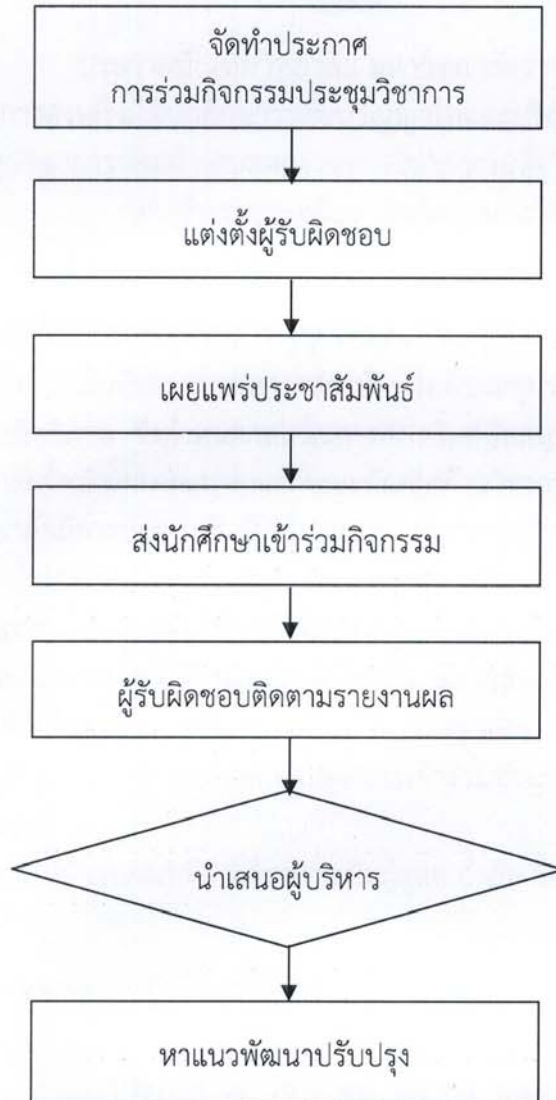 จัดทำประกาศ
การร่วมกิจกรรมประชุมวิชาการ
แต่งตั้งผู้รับผิดชอบ
เผยแพร่ประชาสัมพันธ์
ส่งนักศึกษาเข้าร่วมกิจกรรม
ผู้รับผิดชอบติดตามรายงานผล
นำเสนอผู้บริหาร
หาแนวพัฒนาปรับปรุง